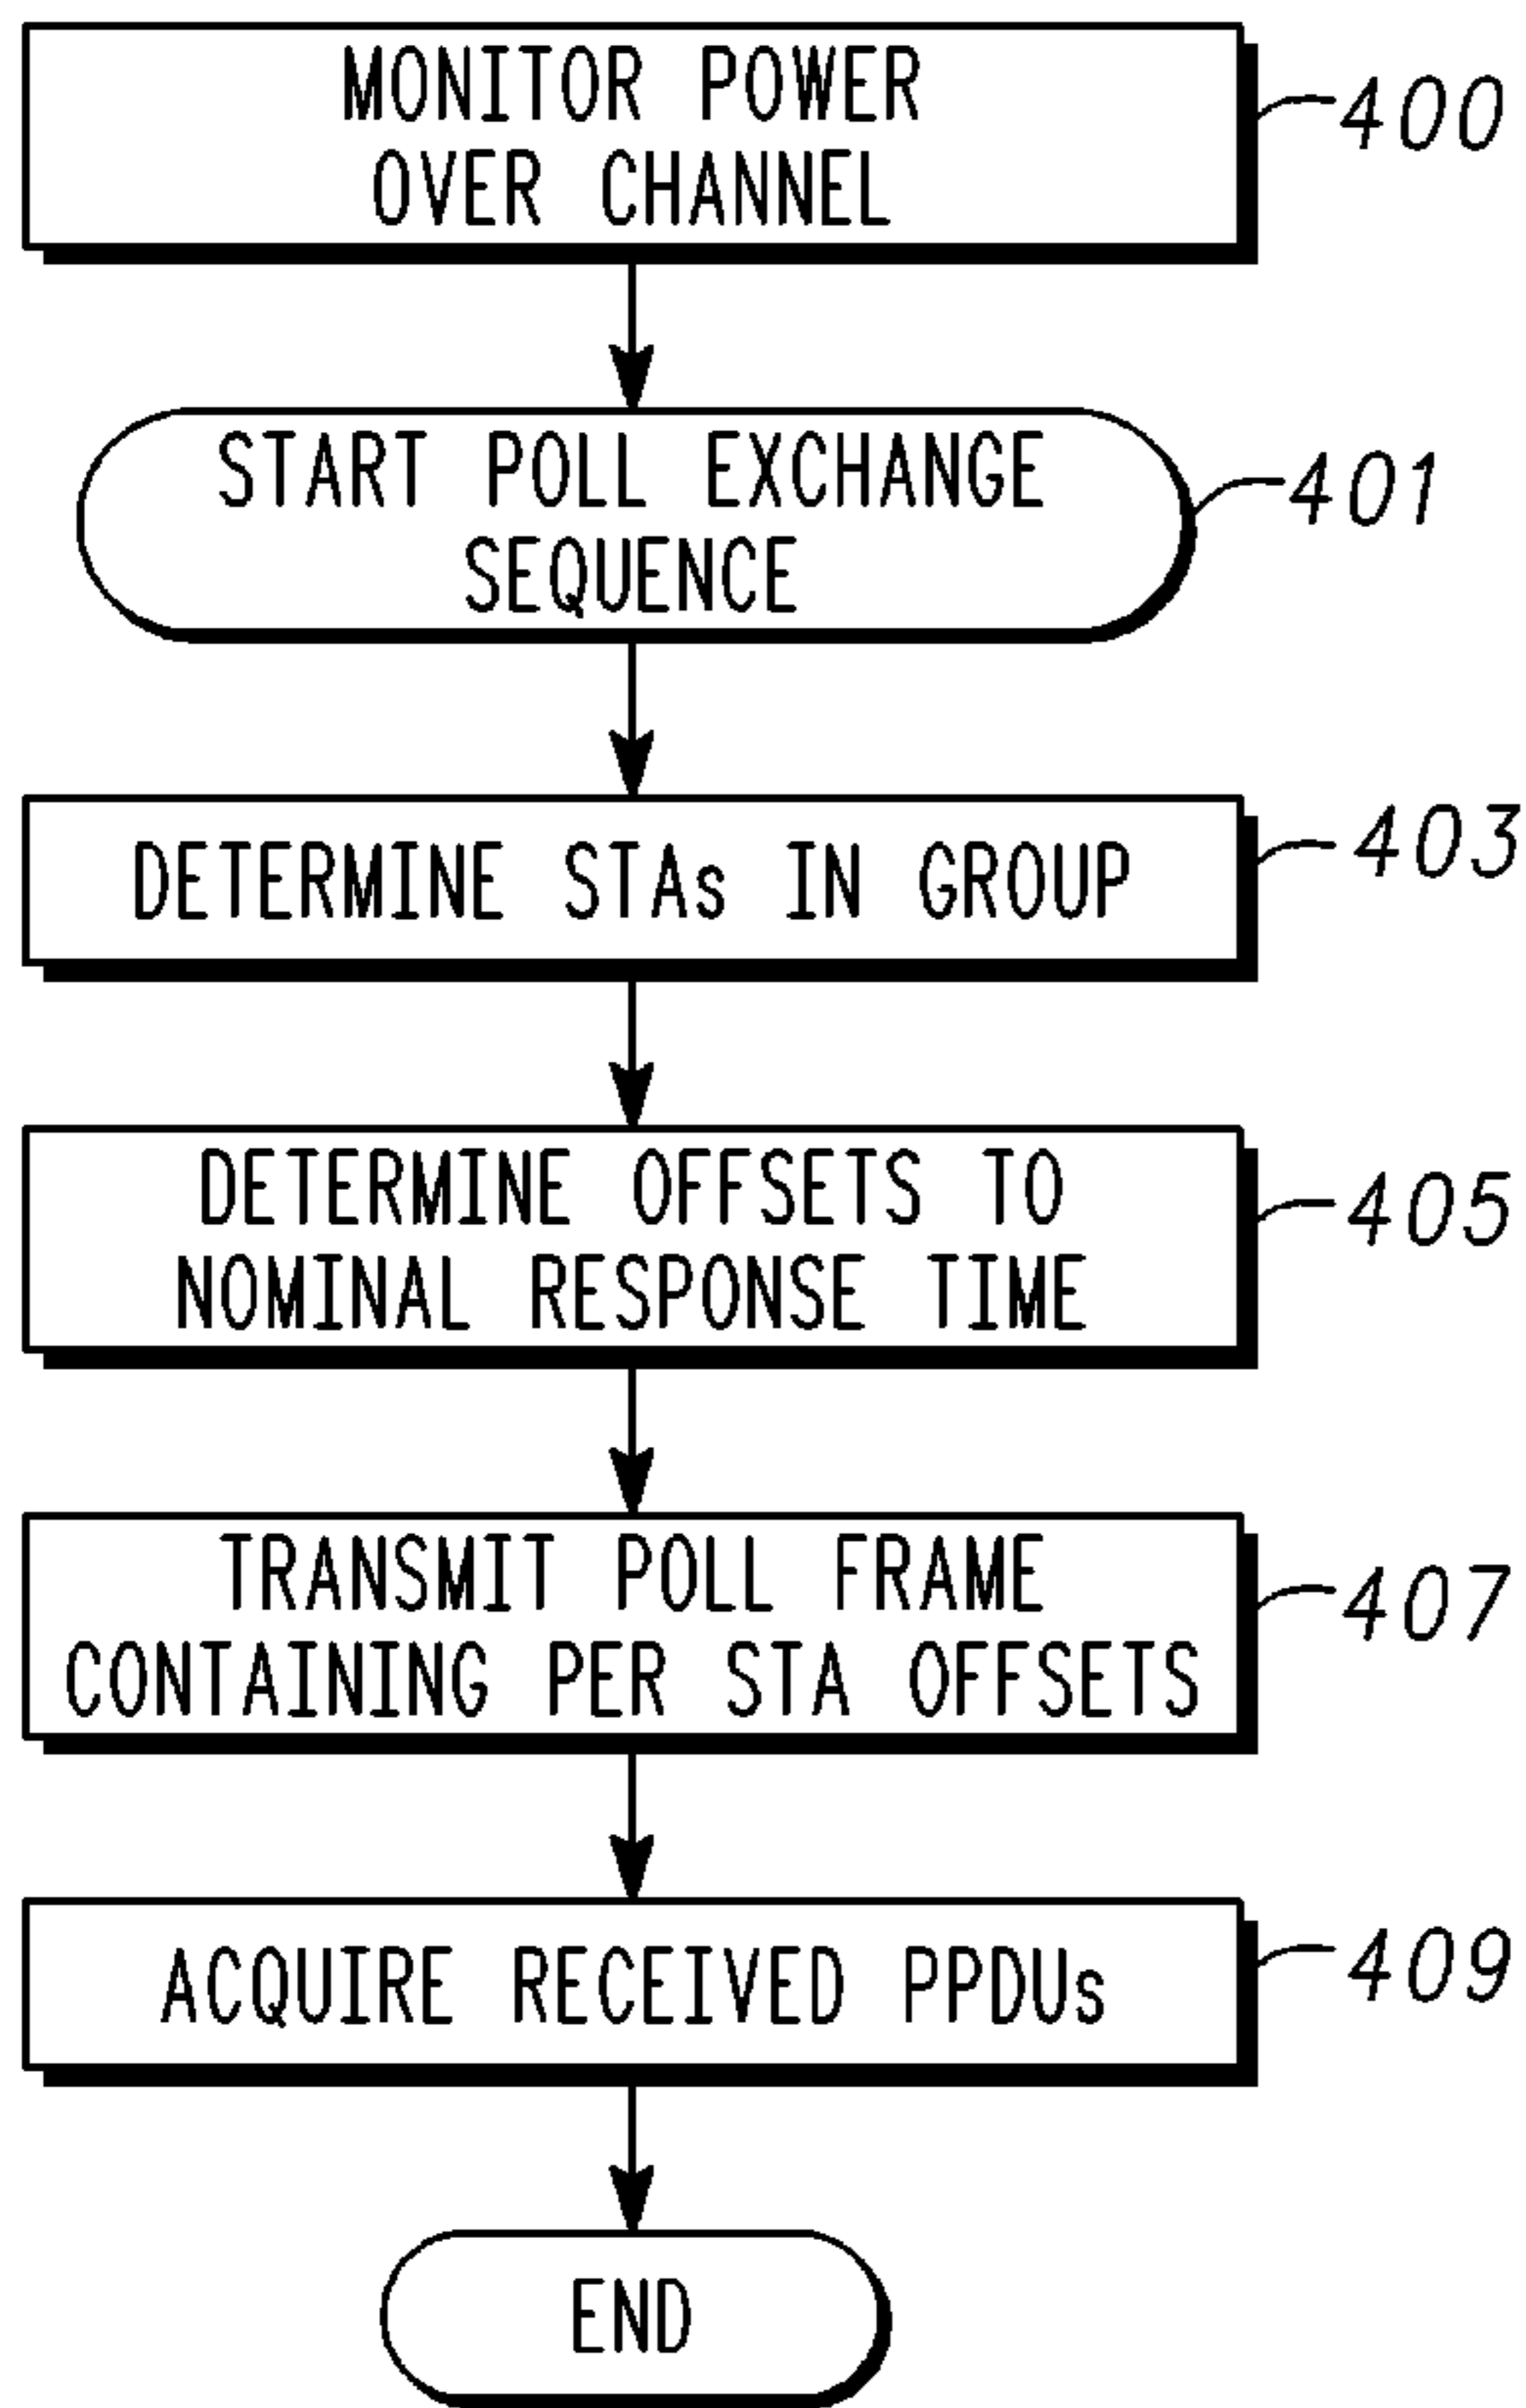 MONITOR POWER
OVER CHANNEL
400
START POLL EXCHANGE
SEQUENCE
401
DETERMINE STAs IN GROUP
403
DETERMINE OFFSETS TO
NOMINAL RESPONSE TIME
405
TRANSMIT POLL FRAME
CONTAINING PER STA OFFSETS
407
ACQUIRE RECEIVED PPDUs
409
END